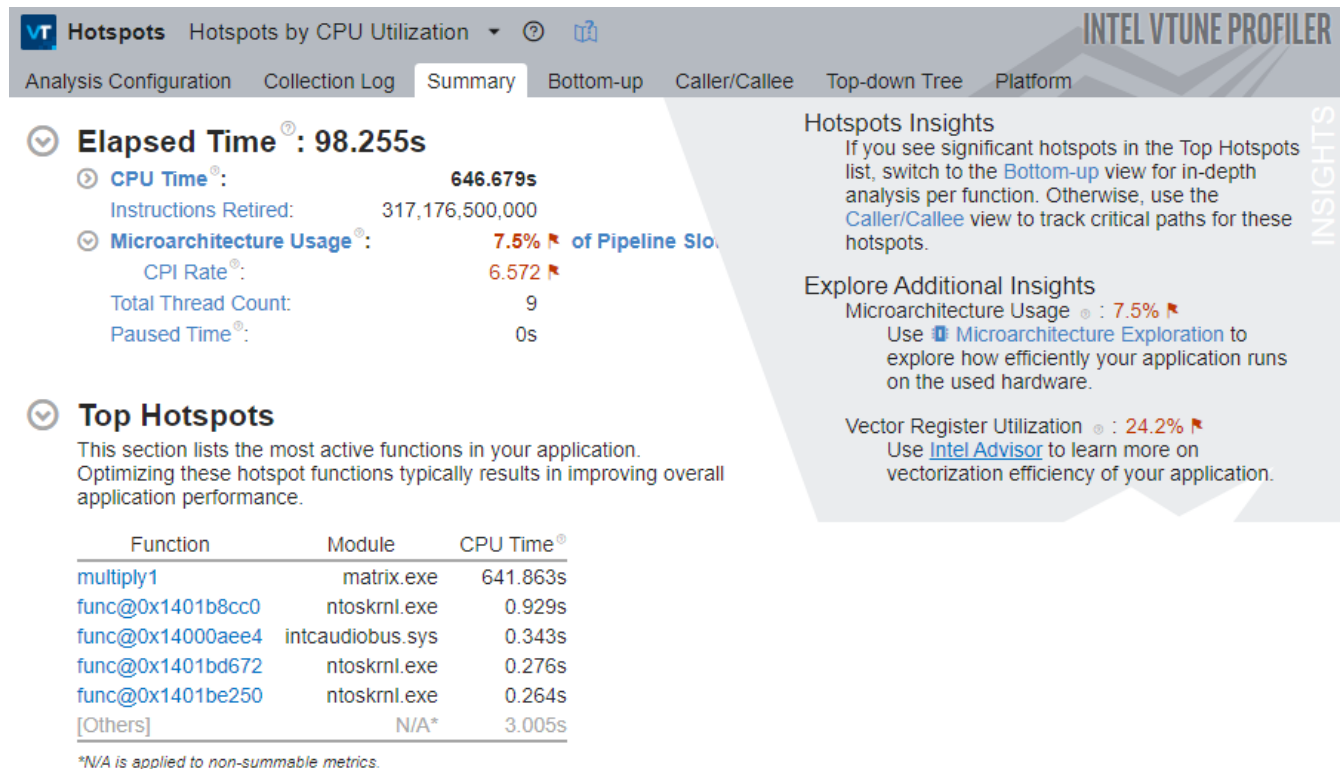 VT Hotspots Hotspots by CPU Utilization
INTEL VTUNE PROFILER
Analysis Configuration Collection Log Summary Bottom-up Caller/Callee Top-down Tree Platform
Elapsed Time: 98.255s
CPU Time: 646.679s
Instructions Retired: 317,176,500,000
Microarchitecture Usage: 7.5% of Pipeline
CPI Rate: 6.572
Total Thread Count: 9
Paused Time: 0s
Top Hotspots
This section lists the most active functions in your application.
Optimizing these hotspot functions typically results in improving overall
application performance.
Function Module CPU Time
multiply1 matrix.exe 641.863s
func@0x1401b8cc0 ntoskrnl.exe 0.929s
func@0x14000aee4 intcaudiobus.sys 0.343s
func@0x1401bd672 ntoskrnl.exe 0.276s
func@0x1401be250 ntoskrnl.exe 0.264s
[Others] N/A* 3.005s
*N/A is applied to non-summable metrics.
Hotspots Insights
If you see significant hotspots in the Top Hotspots
list, switch to the Bottom-up view for in-depth
analysis per function. Otherwise, use the
Caller/Callee view to track critical paths for these
hotspots.
Explore Additional Insights
Microarchitecture Usage : 7.5%
Use Microarchitecture Exploration to
explore how efficiently your application runs
on the used hardware.
Vector Register Utilization : 24.2%
Use Intel Advisor to learn more on
vectorization efficiency of your application.
INSIGHTS